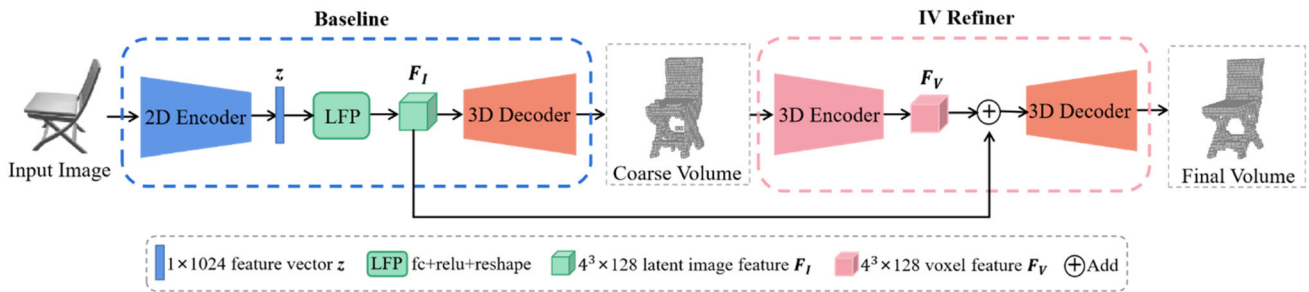 Baseline
IV Refiner
z
F_I
F_V
2D Encoder
LFP
3D Decoder
3D Encoder
+
3D Decoder
Input Image
Coarse Volume
Final Volume
1×1024 feature vector z
LFP fc+relu+reshape
4³×128 latent image feature F_I
4³×128 voxel feature F_V
+ Add